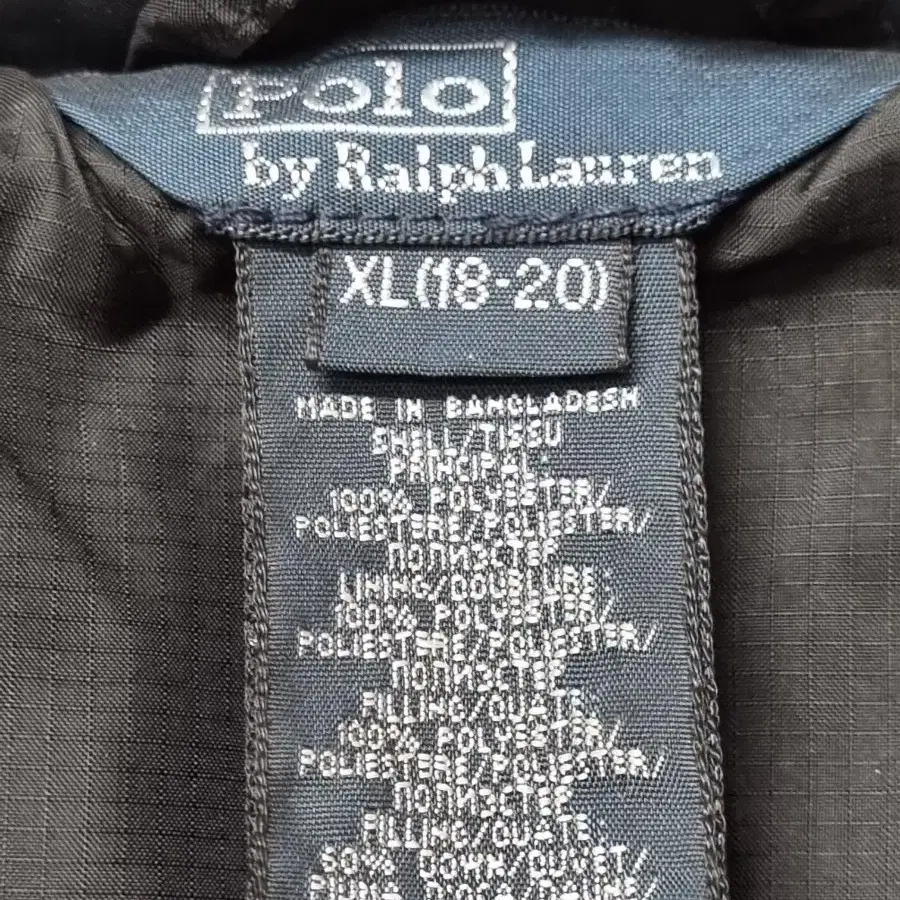 Polo
by Ralph Lauren
XL(18-20)
MADE IN BANGLADESH
SHELL/TISSU
PRINCIPAL:
100% POLYESTER/
POLIESTERE/POLIESTER/
ПОЛИЭСТЕР
LINING/DOUBLURE:
100% POLYESTER/
POLIESTERE/POLIESTER/
ПОЛИЭСТЕР
FILLING/OUATE:
100% POLYESTER/
POLIESTERE/POLIESTER/
ПОЛИЭСТЕР
FILLING/OUATE:
50% DOWN/DUVET/